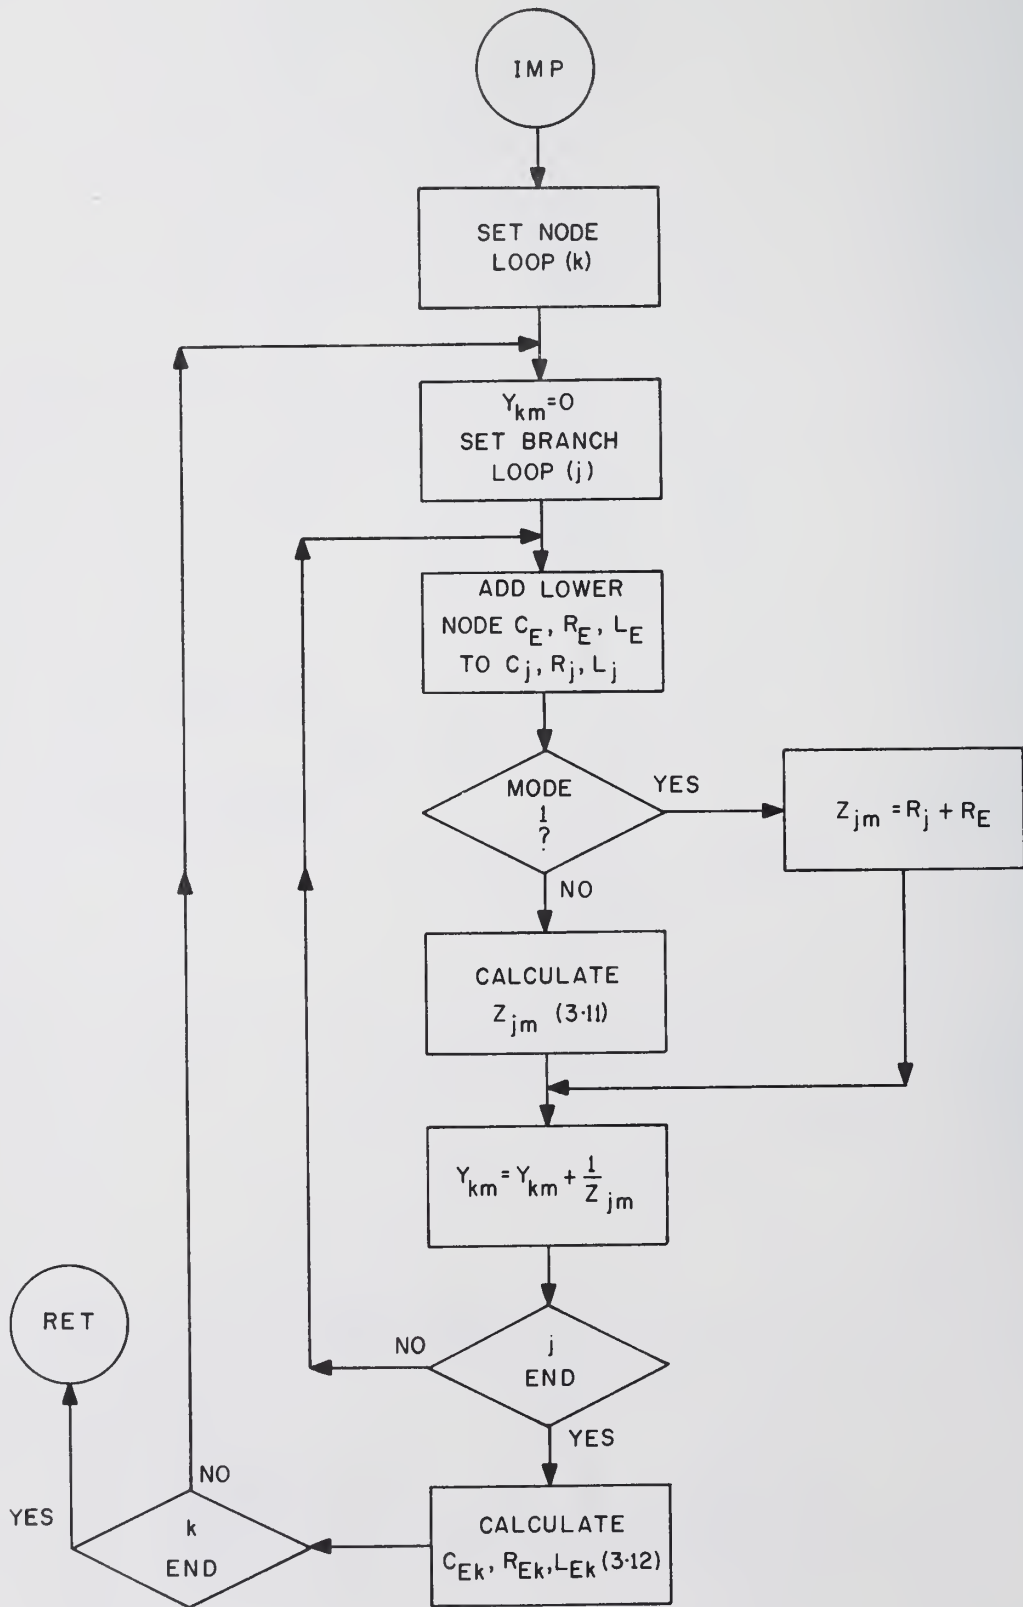 IMP
SET NODE
LOOP (k)
Y_km=0
SET BRANCH
LOOP (j)
ADD LOWER
NODE C_E, R_E, L_E
TO C_j, R_j, L_j
MODE
1
?
YES
Z_jm = R_j + R_E
NO
CALCULATE
Z_jm (3·11)
Y_km = Y_km + 1/Z_jm
j
END
NO
YES
CALCULATE
C_Ek, R_Ek, L_Ek (3·12)
k
END
NO
YES
RET